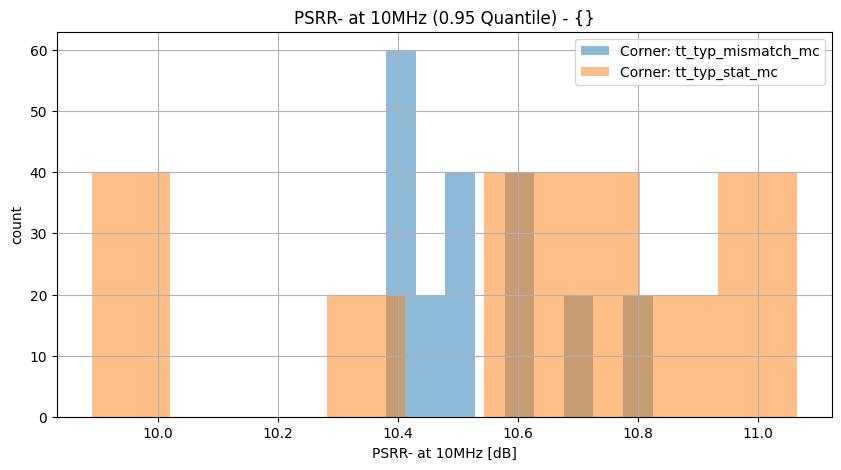 PSRR- at 10MHz (0.95 Quantile) - {}
Corner: tt_typ_mismatch_mc
Corner: tt_typ_stat_mc
60
50
40
30
20
10
0
count
10.0 10.2 10.4 10.6 10.8 11.0
PSRR- at 10MHz [dB]